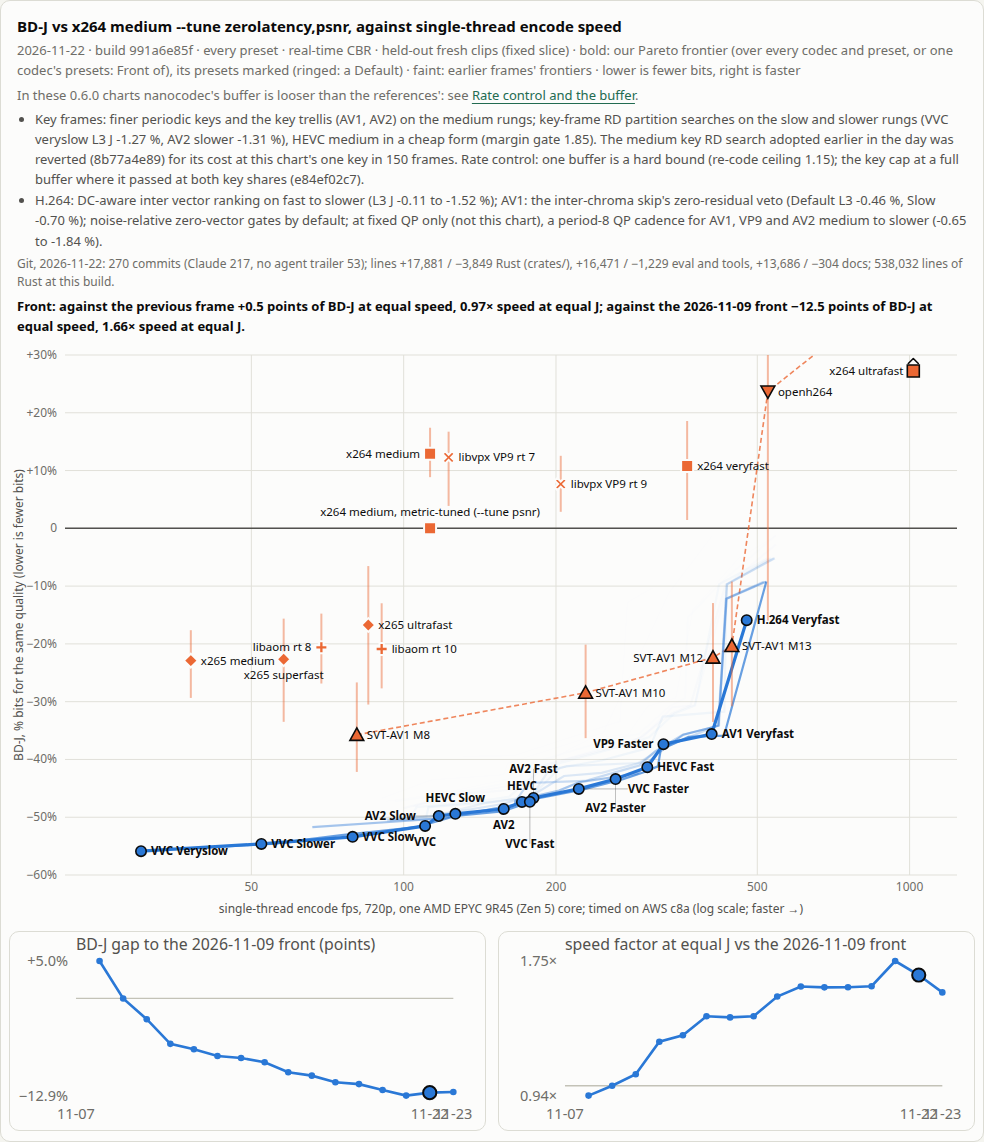 BD-J vs x264 medium --tune zerolatency,psnr, against single-thread encode speed
2026-11-22 · build 991a6e85f · every preset · real-time CBR · held-out fresh clips (fixed slice) · bold: our Pareto frontier (over every codec and preset, or one
codec's presets: Front of), its presets marked (ringed: a Default) · faint: earlier frames' frontiers · lower is fewer bits, right is faster
In these 0.6.0 charts nanocodec's buffer is looser than the references': see Rate control and the buffer.
• Key frames: finer periodic keys and the key trellis (AV1, AV2) on the medium rungs; key-frame RD partition searches on the slow and slower rungs (VVC
veryslow L3 J -1.27 %, AV2 slower -1.31 %), HEVC medium in a cheap form (margin gate 1.85). The medium key RD search adopted earlier in the day was
reverted (8b77a4e89) for its cost at this chart's one key in 150 frames. Rate control: one buffer is a hard bound (re-code ceiling 1.15); the key cap at a full
buffer where it passed at both key shares (e84ef02c7).
• H.264: DC-aware inter vector ranking on fast to slower (L3 J -0.11 to -1.52 %); AV1: the inter-chroma skip's zero-residual veto (Default L3 -0.46 %, Slow
-0.70 %); noise-relative zero-vector gates by default; at fixed QP only (not this chart), a period-8 QP cadence for AV1, VP9 and AV2 medium to slower (-0.65
to -1.84 %).
Git, 2026-11-22: 270 commits (Claude 217, no agent trailer 53); lines +17,881 / −3,849 Rust (crates/), +16,471 / −1,229 eval and tools, +13,686 / −304 docs; 538,032 lines of
Rust at this build.
Front: against the previous frame +0.5 points of BD-J at equal speed, 0.97× speed at equal J; against the 2026-11-09 front −12.5 points of BD-J at
equal speed, 1.66× speed at equal J.
+30%
x264 ultrafast
openh264
+20%
x264 medium
libvpx VP9 rt 7
x264 veryfast
+10%
libvpx VP9 rt 9
x264 medium, metric-tuned (--tune psnr)
0
BD-J, % bits for the same quality (lower is fewer bits)
−10%
H.264 Veryfast
x265 ultrafast
−20%
libaom rt 8
libaom rt 10
SVT-AV1 M13
x265 medium
SVT-AV1 M12
x265 superfast
SVT-AV1 M10
−30%
SVT-AV1 M8
AV1 Veryfast
VP9 Faster
−40%
AV2 Fast
HEVC Fast
HEVC
VVC Faster
HEVC Slow
AV2 Faster
AV2 Slow
AV2
−50%
VVC Slow
VVC
VVC Fast
VVC Slower
VVC Veryslow
−60%
50
100
200
500
1000
single-thread encode fps, 720p, one AMD EPYC 9R45 (Zen 5) core; timed on AWS c8a (log scale; faster →)
BD-J gap to the 2026-11-09 front (points)
+5.0%
−12.9%
11-07
11-22
11-23
speed factor at equal J vs the 2026-11-09 front
1.75×
0.94×
11-07
11-22
11-23